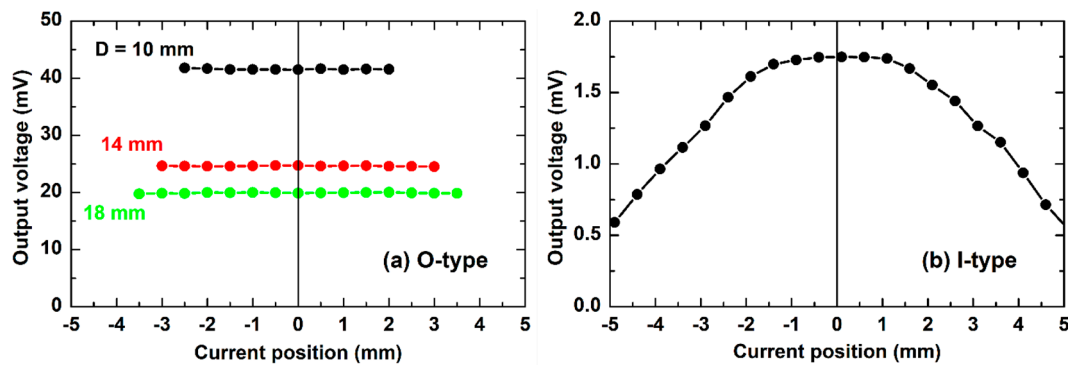 50
40
30
20
10
0
Output voltage (mV)
D = 10 mm
14 mm
18 mm
(a) O-type
-5 -4 -3 -2 -1 0 1 2 3 4 5
Current position (mm)
2.0
1.5
1.0
0.5
0.0
Output voltage (mV)
(b) I-type
-5 -4 -3 -2 -1 0 1 2 3 4 5
Current position (mm)